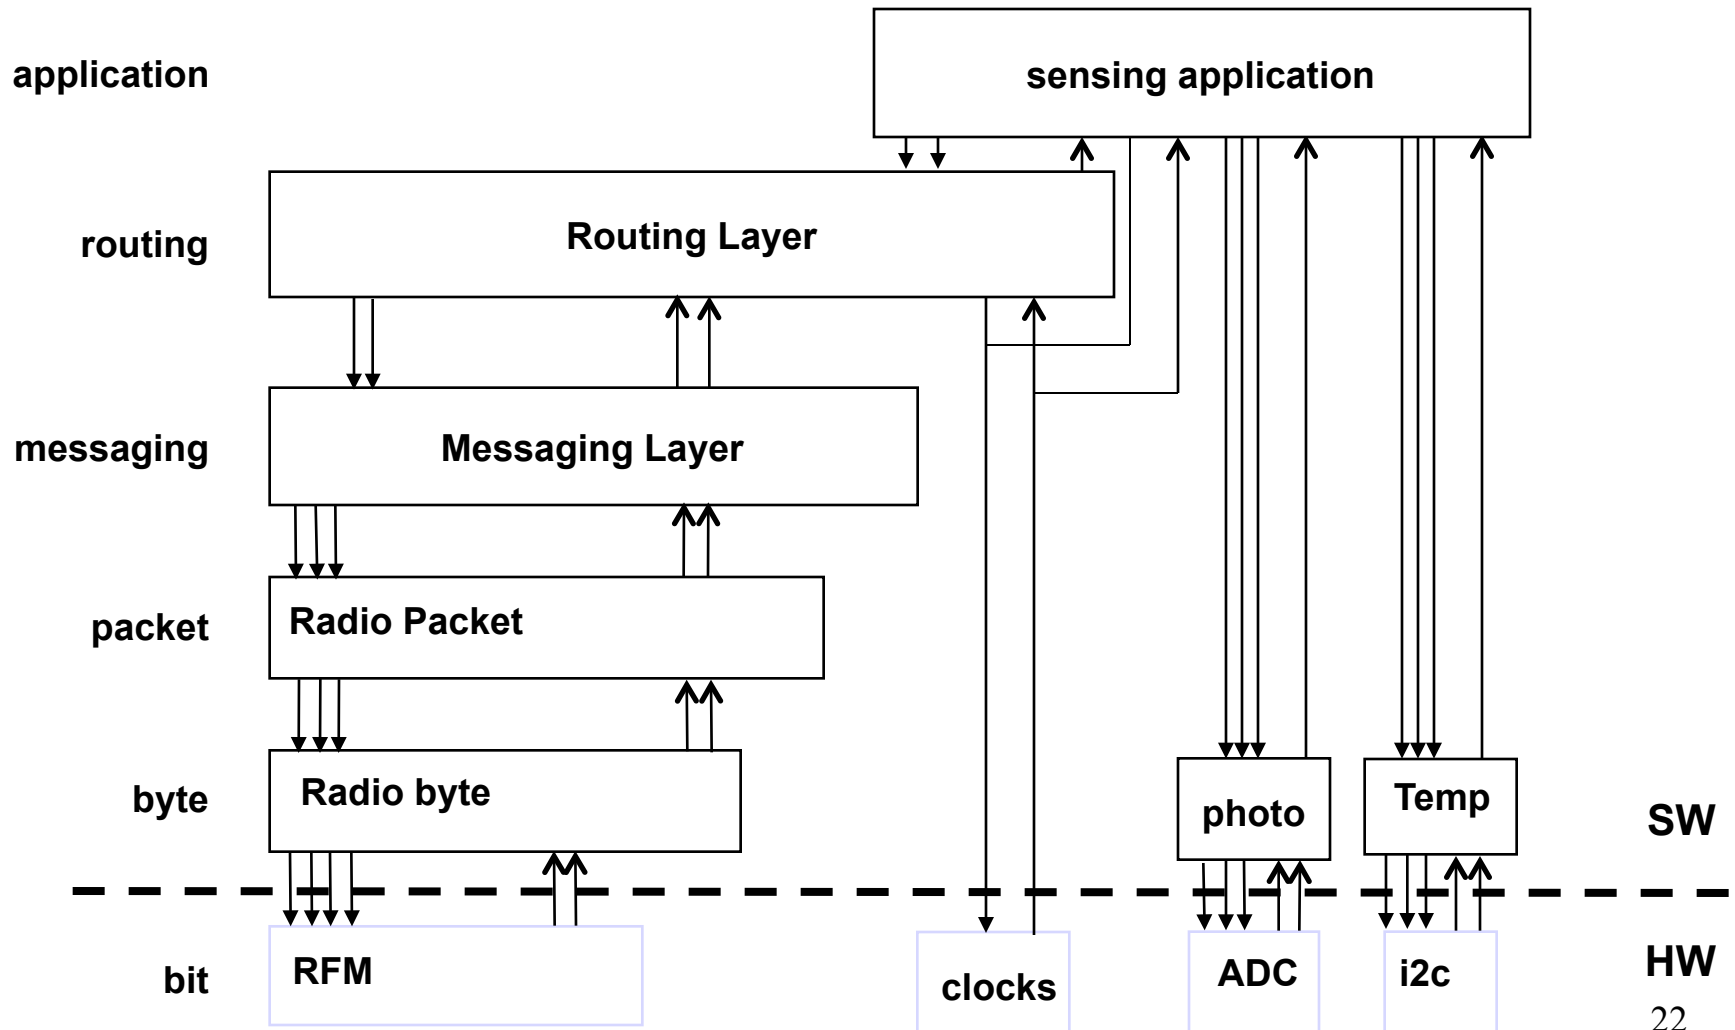 application
sensing application
routing
Routing Layer
messaging
Messaging Layer
packet
Radio Packet
byte
Radio byte
photo
Temp
SW
bit
RFM
clocks
ADC
i2c
HW
22